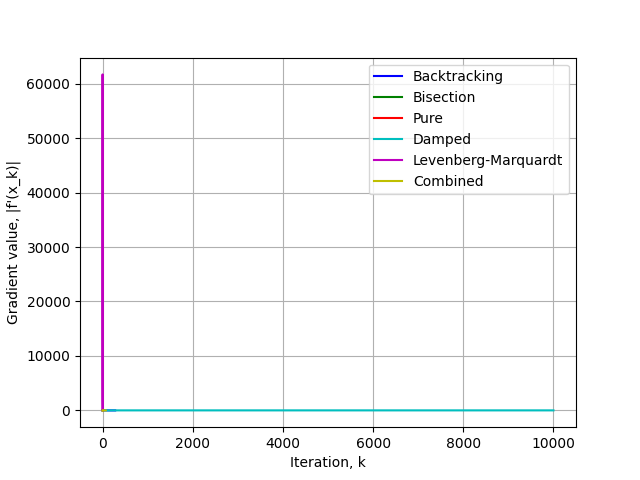 60000
50000
40000
30000
20000
10000
0
0
2000
4000
6000
8000
10000
Gradient value, |f'(x_k)|
Iteration, k
Backtracking
Bisection
Pure
Damped
Levenberg-Marquardt
Combined